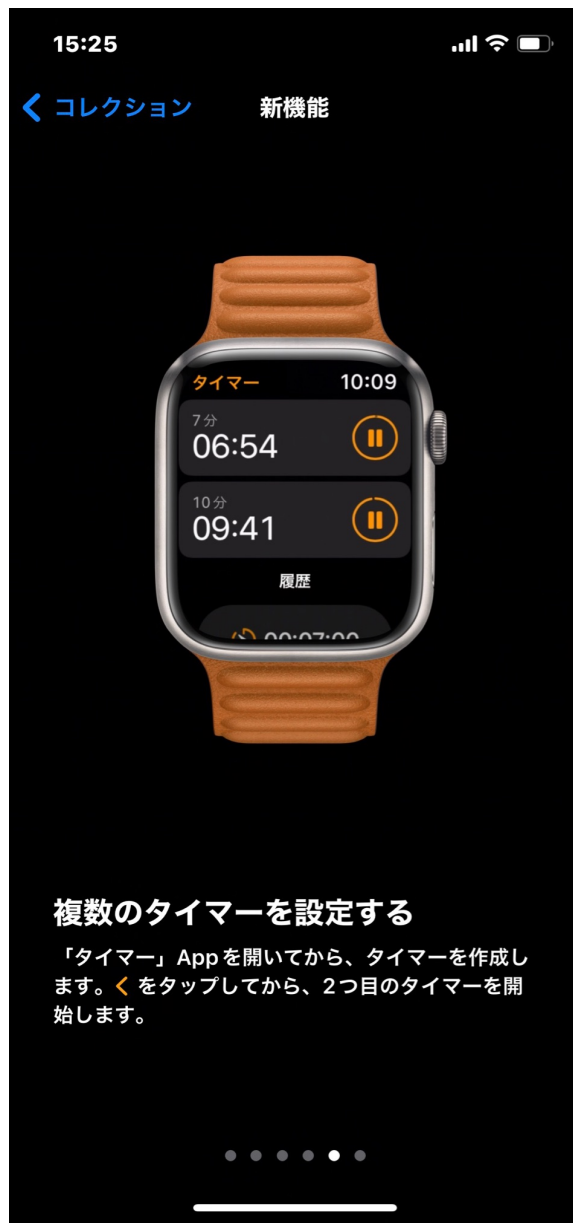 15:25
コレクション 新機能
タイマー 10:09
7分
06:54
10分
09:41
履歴
00:07:00
複数のタイマーを設定する
「タイマー」Appを開いてから、タイマーを作成し
ます。< をタップしてから、2つ目のタイマーを開
始します。